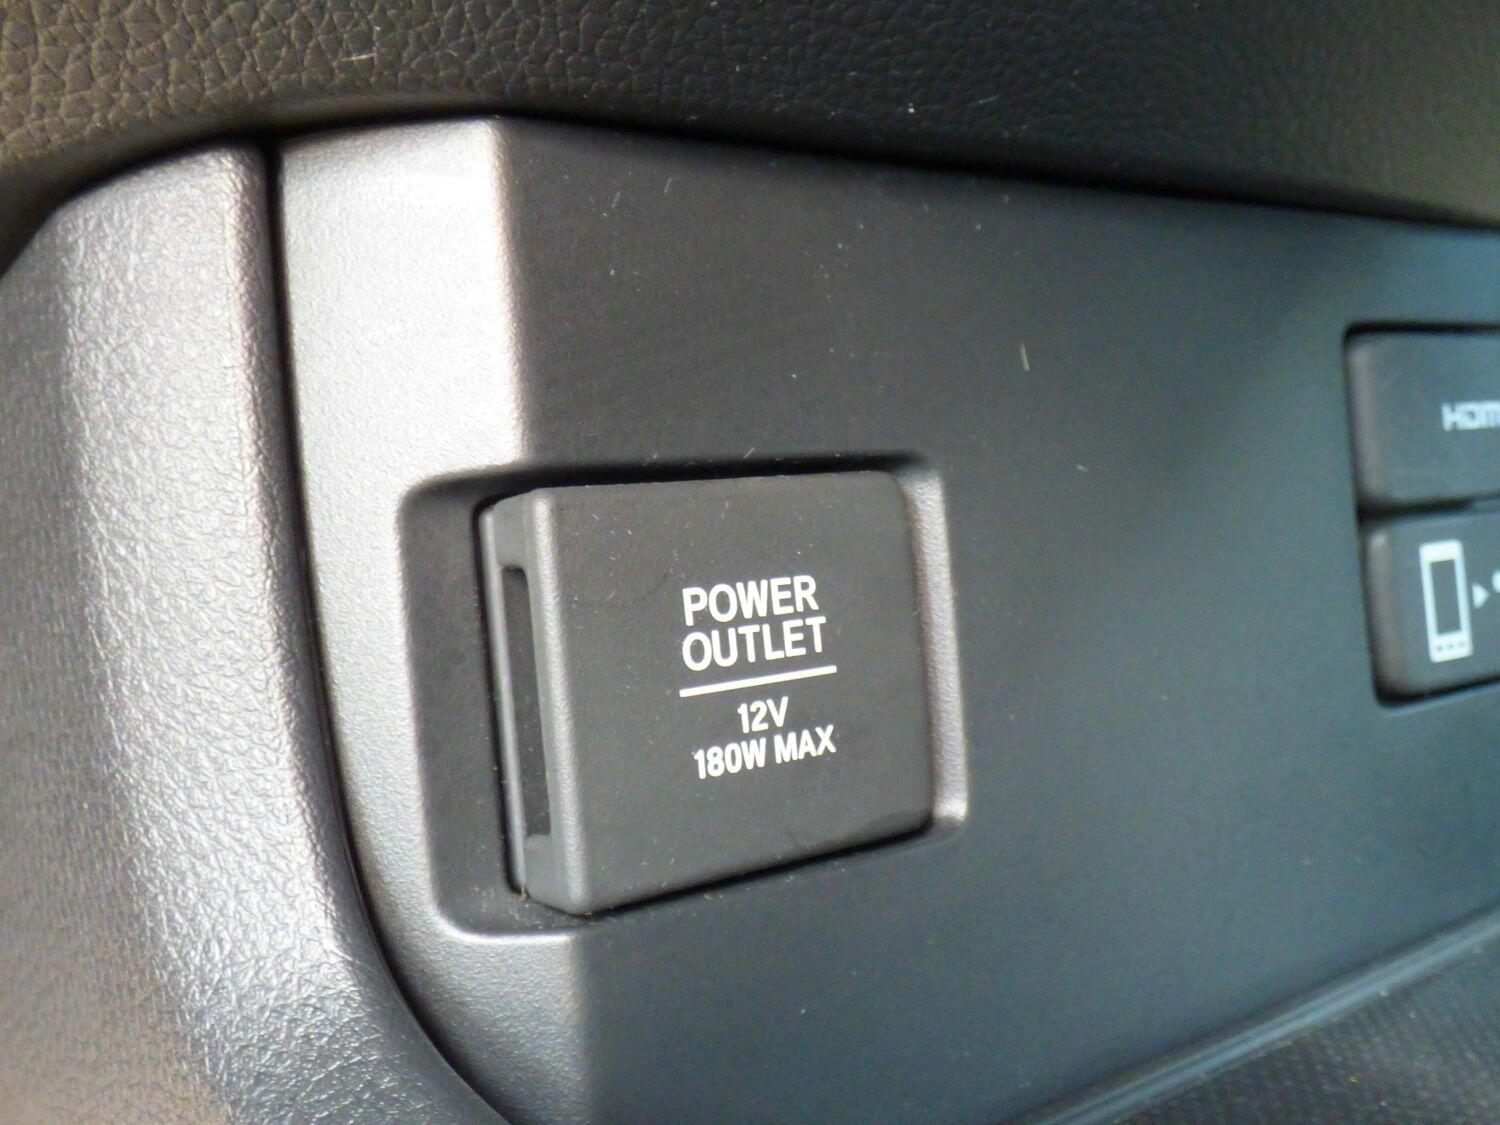 POWER
OUTLET
12V
180W MAX